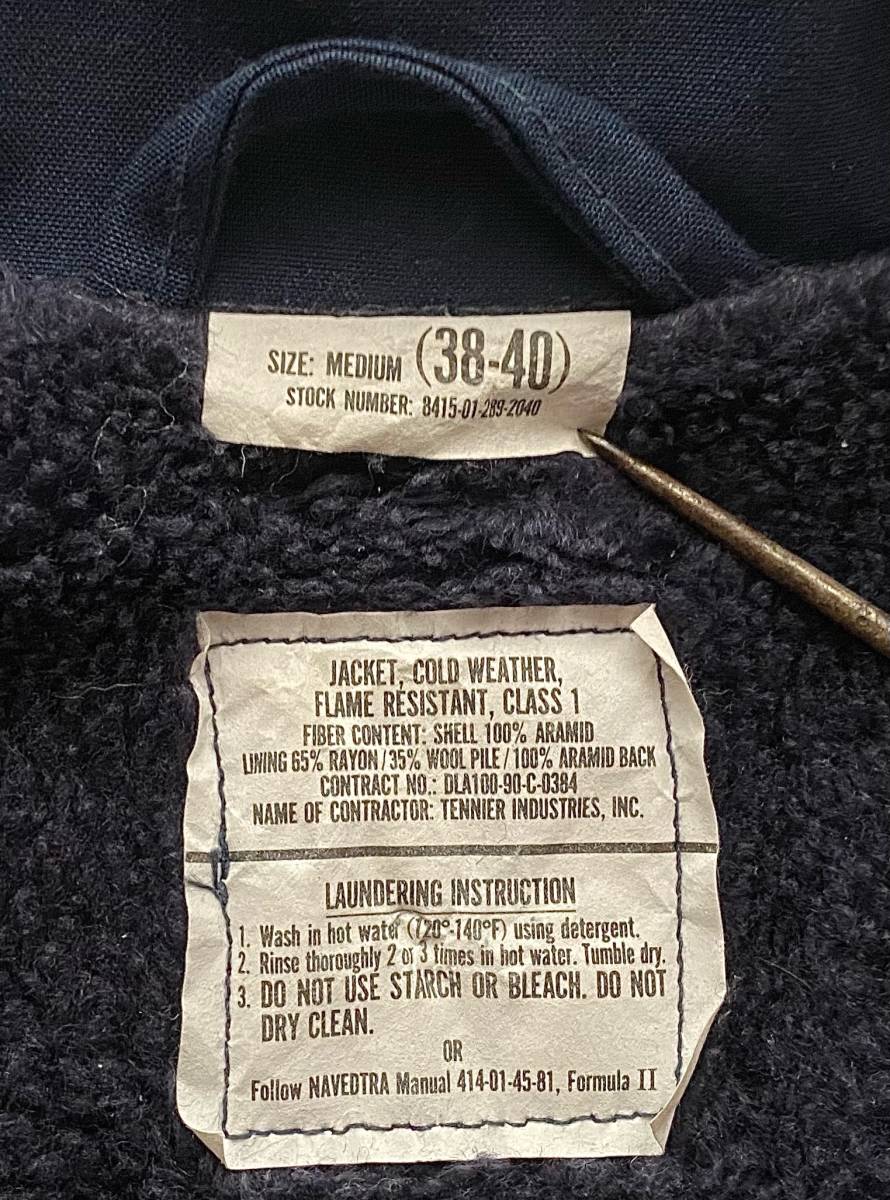 SIZE: MEDIUM (38-40)
STOCK NUMBER: 8415-01-289-2040
JACKET, COLD WEATHER,
FLAME RESISTANT, CLASS 1
FIBER CONTENT: SHELL 100% ARAMID
LINING 65% RAYON/35% WOOL PILE/100% ARAMID BACK
CONTRACT NO.: DLA100-90-C-0384
NAME OF CONTRACTOR: TENNIER INDUSTRIES, INC.
LAUNDERING INSTRUCTION
1. Wash in hot water (120°-140°F) using detergent.
2. Rinse thoroughly 2 or 3 times in hot water. Tumble dry.
3. DO NOT USE STARCH OR BLEACH. DO NOT
DRY CLEAN.
OR
Follow NAVEDTRA Manual 414-01-45-81, Formula II